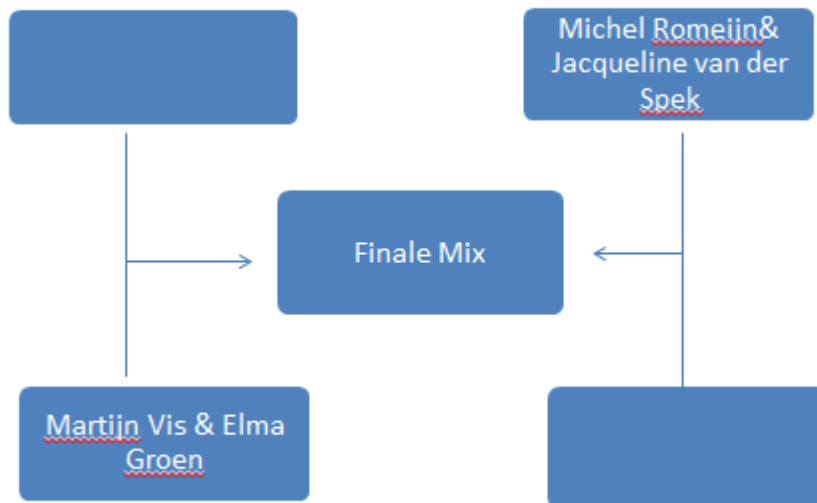 Michel Romeijn&
Jacqueline van der
Spek
Finale Mix
Martijn Vis & Elma
Groen